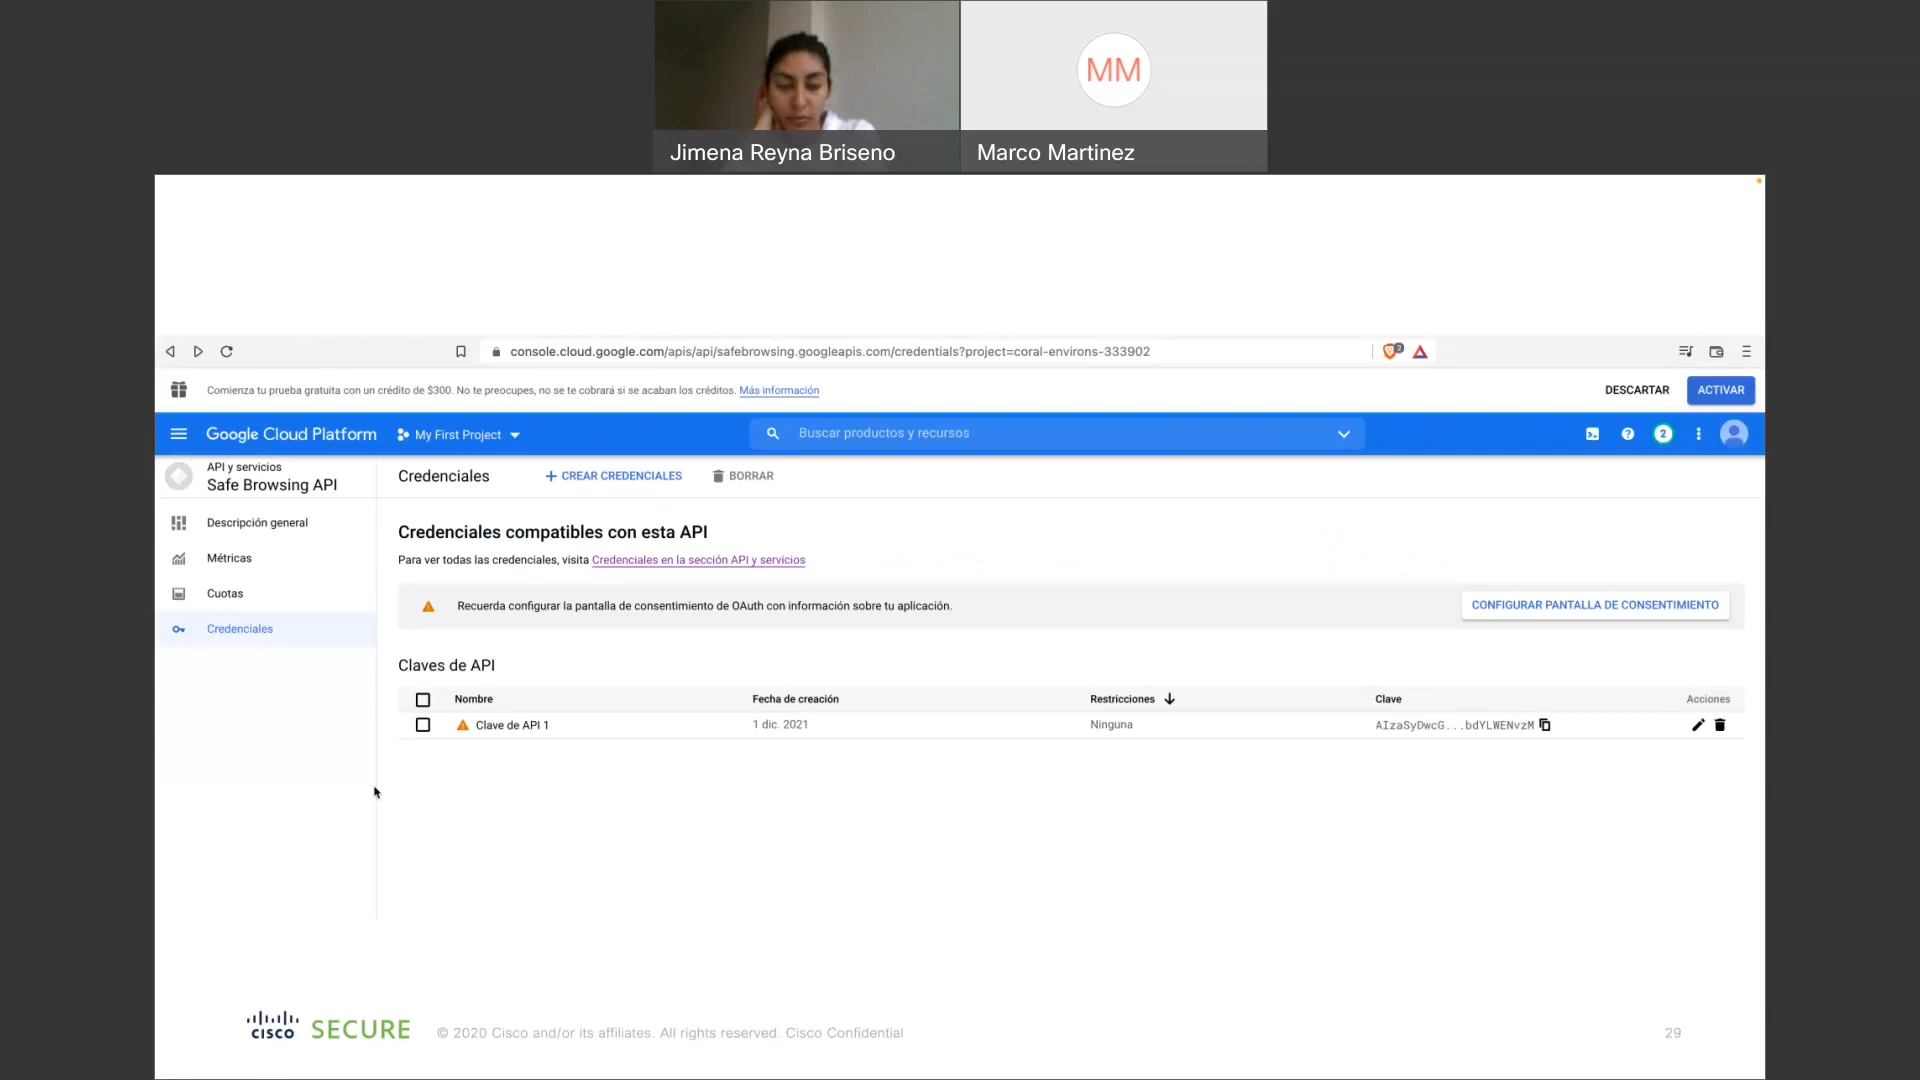 MM
Jimena Reyna Briseno
Marco Martinez
console.cloud.google.com/apis/api/safebrowsing.googleapis.com/credentials?project=coral-environs-333902
2
Comienza tu prueba gratuita con un crédito de $300. No te preocupes, no se te cobrará si se acaban los créditos. Más información
DESCARTAR
ACTIVAR
Google Cloud Platform
My First Project
Buscar productos y recursos
2
API y servicios
Safe Browsing API
Credenciales
CREAR CREDENCIALES
BORRAR
Descripción general
Métricas
Cuotas
Credenciales
Credenciales compatibles con esta API
Para ver todas las credenciales, visita Credenciales en la sección API y servicios
Recuerda configurar la pantalla de consentimiento de OAuth con información sobre tu aplicación.
CONFIGURAR PANTALLA DE CONSENTIMIENTO
Claves de API
Nombre Fecha de creación Restricciones Clave Acciones
Clave de API 1 1 dic. 2021 Ninguna AIzaSyDwcG...bdYLWENvzM
cisco SECURE © 2020 Cisco and/or its affiliates. All rights reserved. Cisco Confidential 29